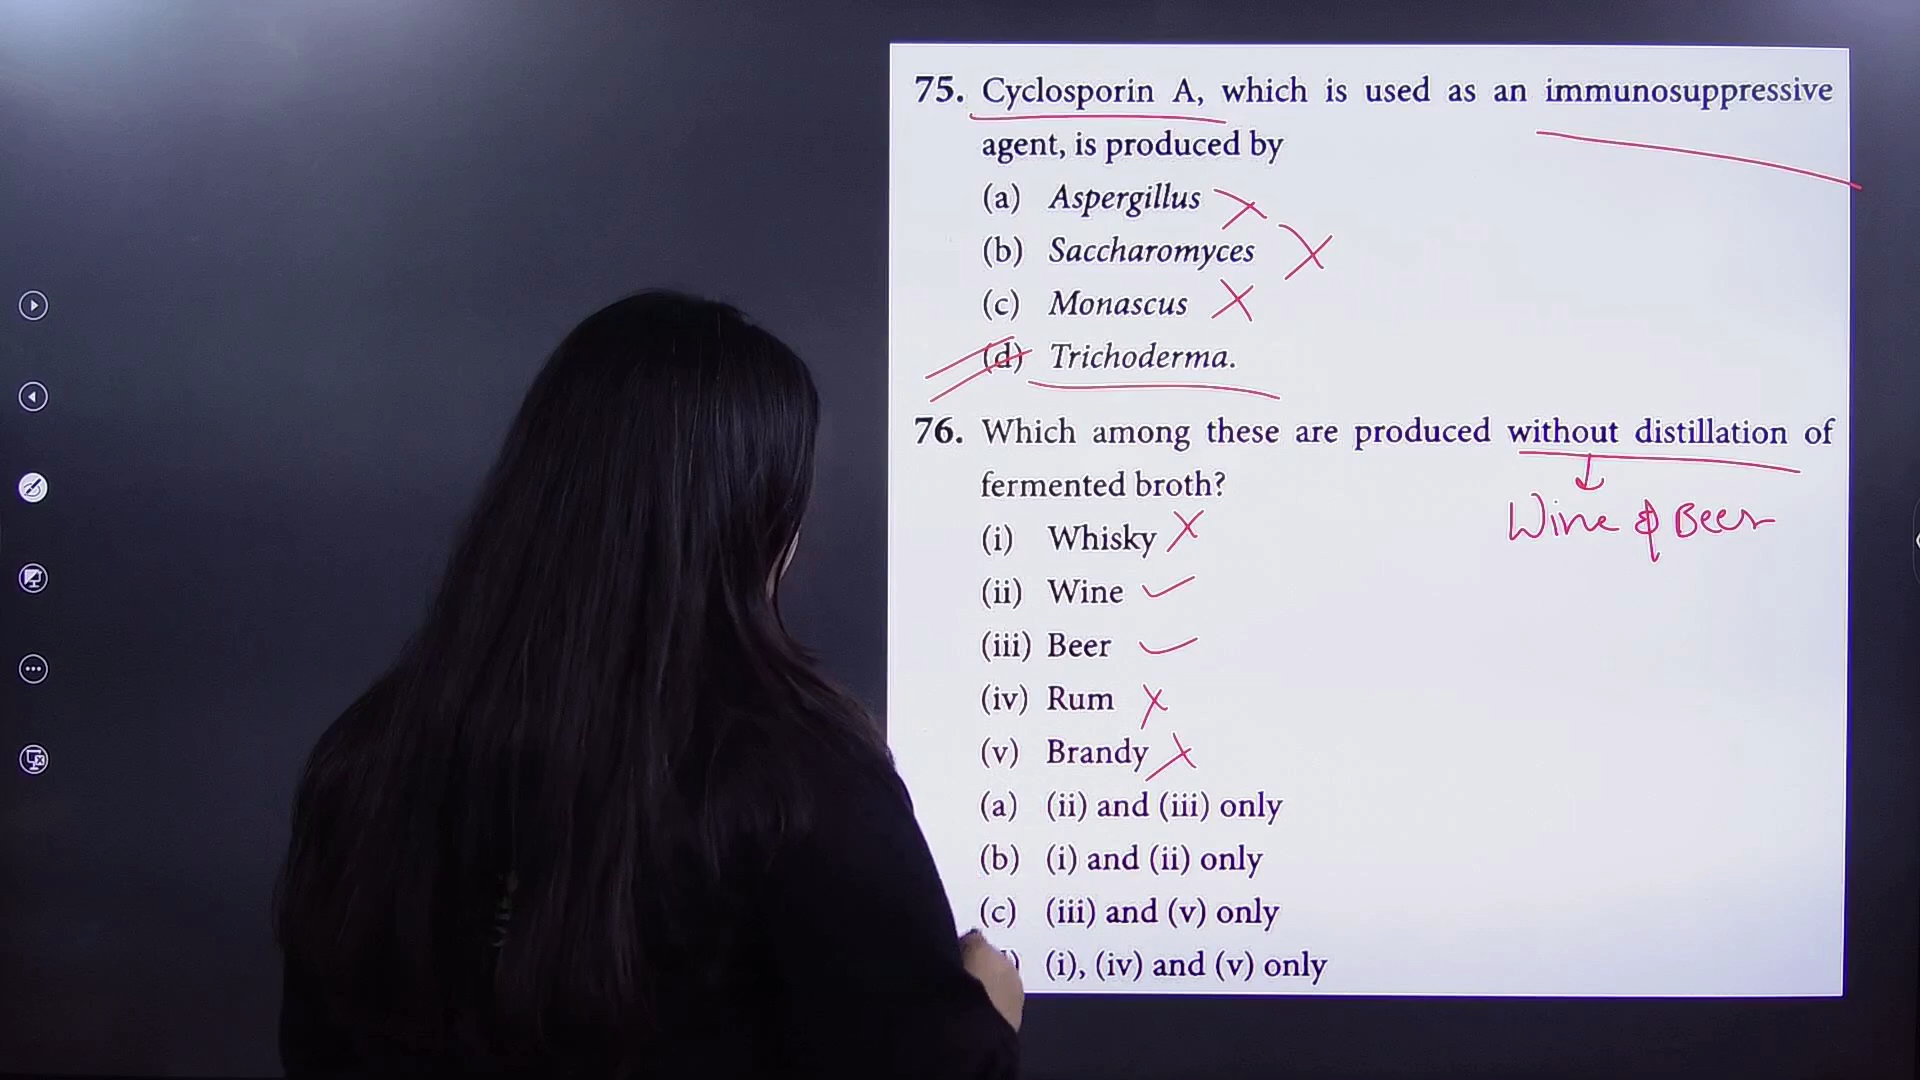 75. Cyclosporin A, which is used as an immunosuppressive
agent, is produced by
(a) Aspergillus
(b) Saccharomyces
(c) Monascus
(d) Trichoderma.
76. Which among these are produced without distillation of
fermented broth?
Wine & Beer
(i) Whisky
(ii) Wine
(iii) Beer
(iv) Rum
(v) Brandy
(a) (ii) and (iii) only
(b) (i) and (ii) only
(c) (iii) and (v) only
(i), (iv) and (v) only